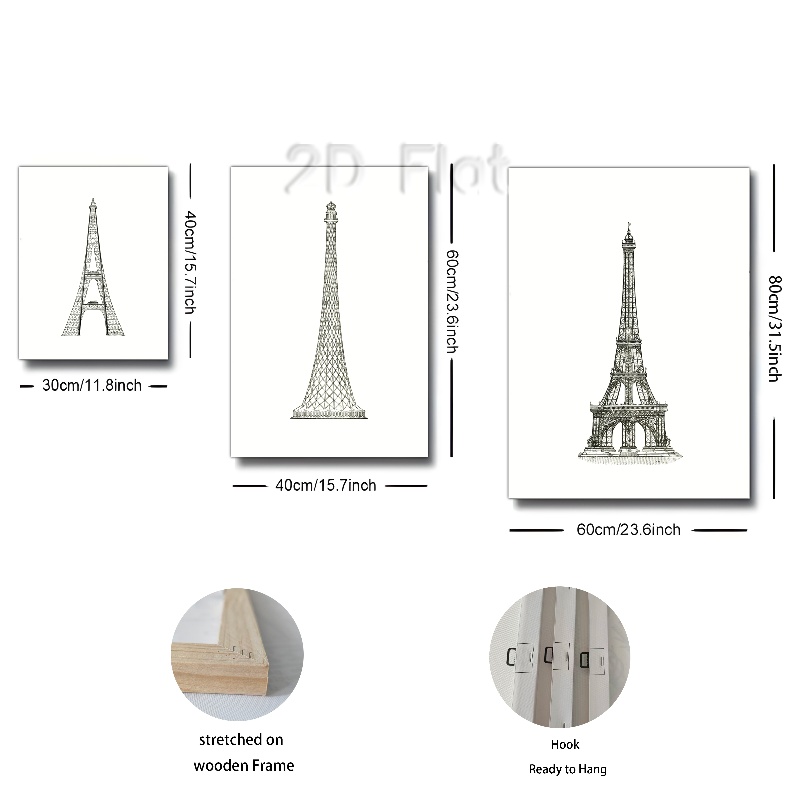 2D Flat
40cm/15.7inch
60cm/23.6inch
80cm/31.5inch
30cm/11.8inch
40cm/15.7inch
60cm/23.6inch
stretched on
wooden Frame
Hook
Ready to Hang